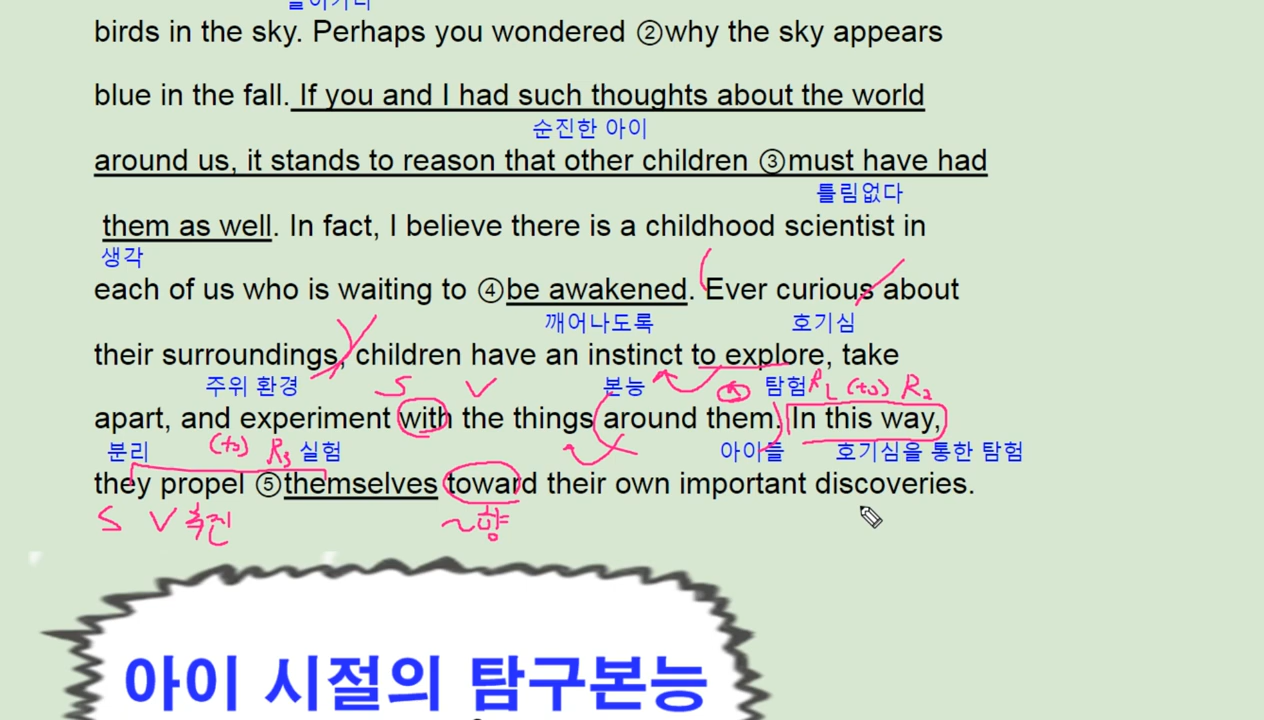 birds in the sky. Perhaps you wondered ②why the sky appears
blue in the fall. If you and I had such thoughts about the world
순진한 아이
around us, it stands to reason that other children ③must have had
틀림없다
them as well. In fact, I believe there is a childhood scientist in
생각
each of us who is waiting to ④be awakened. Ever curious about
깨어나도록 호기심
their surroundings, children have an instinct to explore, take
주위 환경 S V 본능 탐험 R1 (to) R2
apart, and experiment with the things around them. In this way,
분리 (to) R3 실험 아이들 호기심을 통한 탐험
they propel ⑤themselves toward their own important discoveries.
S V 추진 ~향
아이 시절의 탐구본능